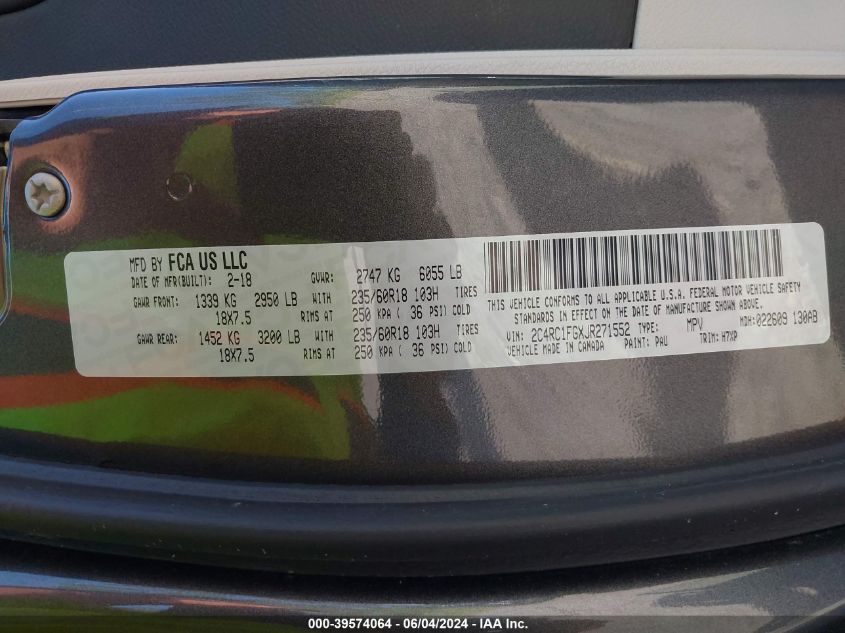 MFD BY FCA US LLC
DATE OF MFR(BUILT): 2-18 GVWR: 2747 KG 6055 LB
GAWR FRONT: 1339 KG 2950 LB WITH 235/60R18 103H TIRES
18X7.5 RIMS AT 250 KPA ( 36 PSI) COLD
GAWR REAR: 1452 KG 3200 LB WITH 235/60R18 103H TIRES
18X7.5 RIMS AT 250 KPA ( 36 PSI) COLD
THIS VEHICLE CONFORMS TO ALL APPLICABLE U.S.A. FEDERAL MOTOR VEHICLE SAFETY
STANDARDS IN EFFECT ON THE DATE OF MANUFACTURE SHOWN ABOVE.
VIN: 2C4RC1FGXJR271552 TYPE: MPV MDH:022609 130AB
VEHICLE MADE IN CANADA PAINT: PAU TRIM: H7XP
000-39574064 - 06/04/2024 - IAA Inc.